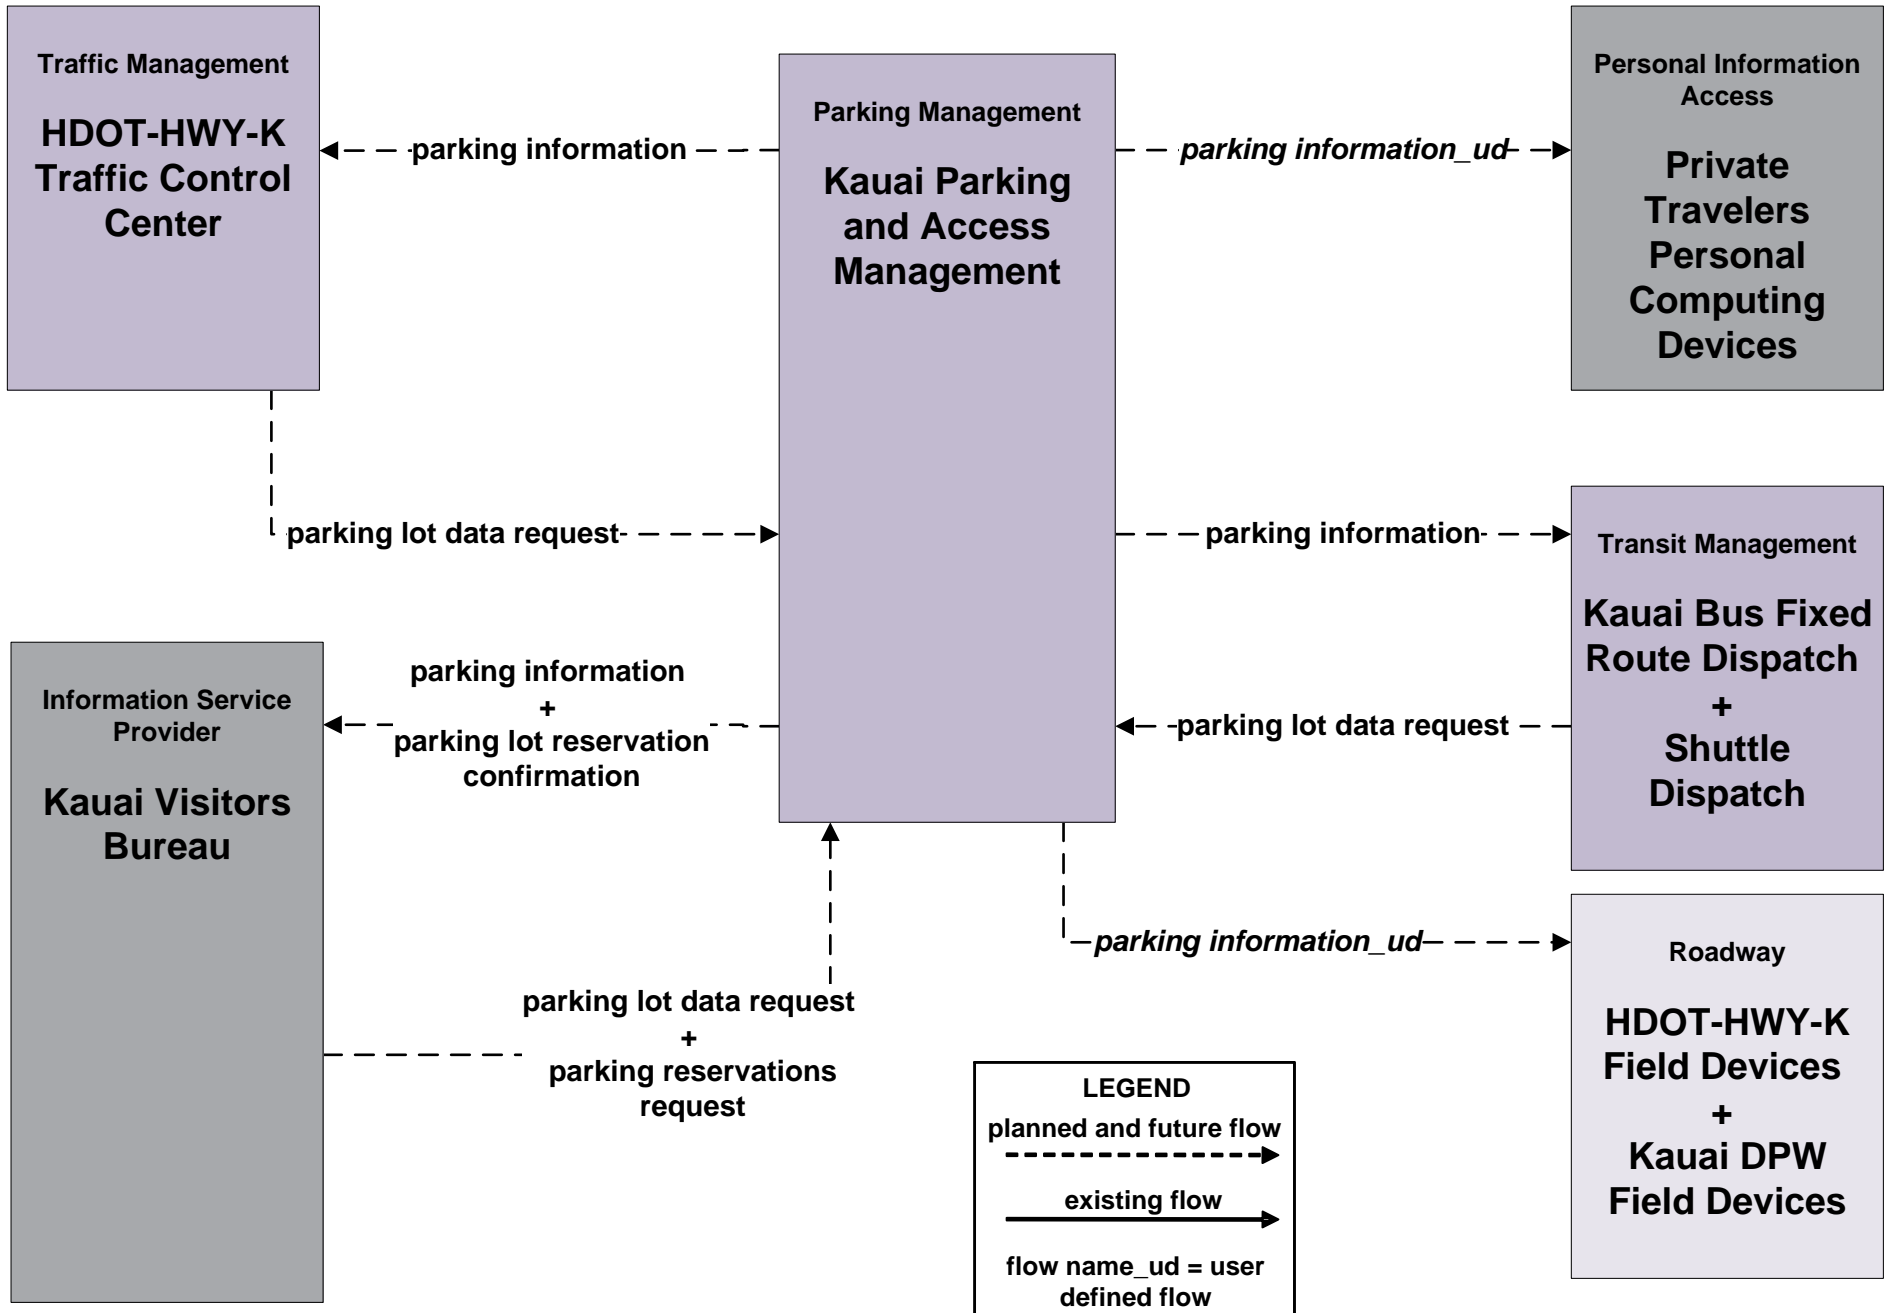 Traffic Management
HDOT-HWY-K
Traffic Control
Center
parking information
Parking Management
Kauai Parking
and Access
Management
parking information_ud
Personal Information
Access
Private
Travelers
Personal
Computing
Devices
parking lot data request
parking information
Transit Management
Kauai Bus Fixed
Route Dispatch
+
Shuttle
Dispatch
parking lot data request
Information Service
Provider
Kauai Visitors
Bureau
parking information
+
parking lot reservation
confirmation
parking lot data request
+
parking reservations
request
parking information_ud
Roadway
HDOT-HWY-K
Field Devices
+
Kauai DPW
Field Devices
LEGEND
planned and future flow
existing flow
flow name_ud = user
defined flow